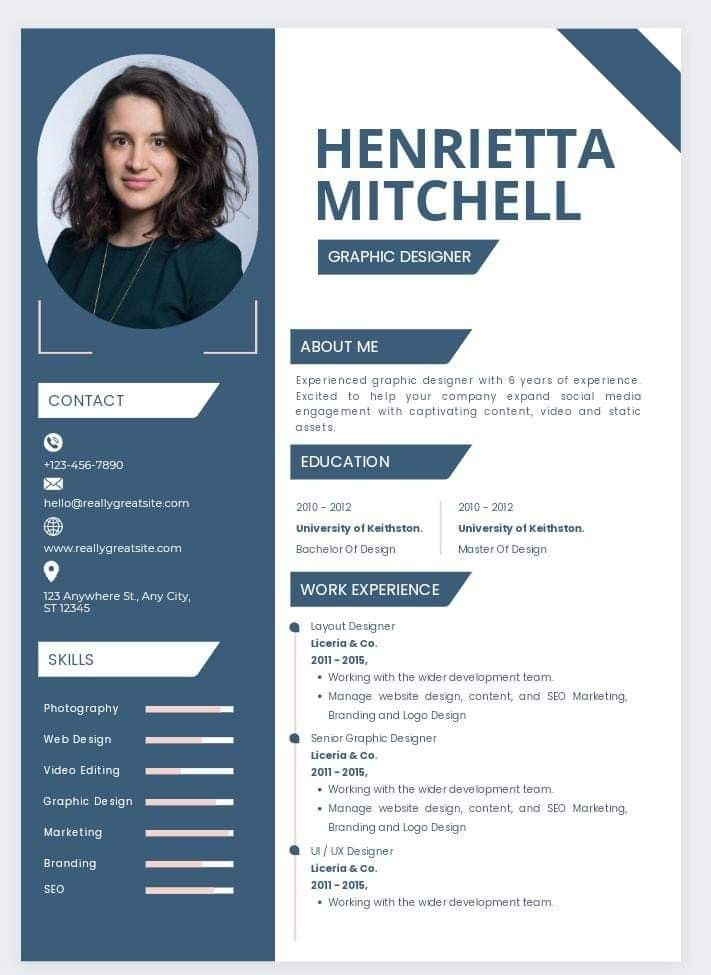 HENRIETTA
MITCHELL
GRAPHIC DESIGNER
CONTACT
+123-456-7890
hello@reallygreatsite.com
www.reallygreatsite.com
123 Anywhere St., Any City,
ST 12345
SKILLS
Photography
Web Design
Video Editing
Graphic Design
Marketing
Branding
SEO
ABOUT ME
Experienced graphic designer with 6 years of experience.
Excited to help your company expand social media
engagement with captivating content, video and static
assets.
EDUCATION
2010 - 2012
University of Keithston.
Bachelor Of Design
2010 - 2012
University of Keithston.
Master Of Design
WORK EXPERIENCE
Layout Designer
Liceria & Co.
2011 - 2015,
• Working with the wider development team.
• Manage website design, content, and SEO Marketing,
Branding and Logo Design
Senior Graphic Designer
Liceria & Co.
2011 - 2015,
• Working with the wider development team.
• Manage website design, content, and SEO Marketing,
Branding and Logo Design
UI / UX Designer
Liceria & Co.
2011 - 2015,
• Working with the wider development team.